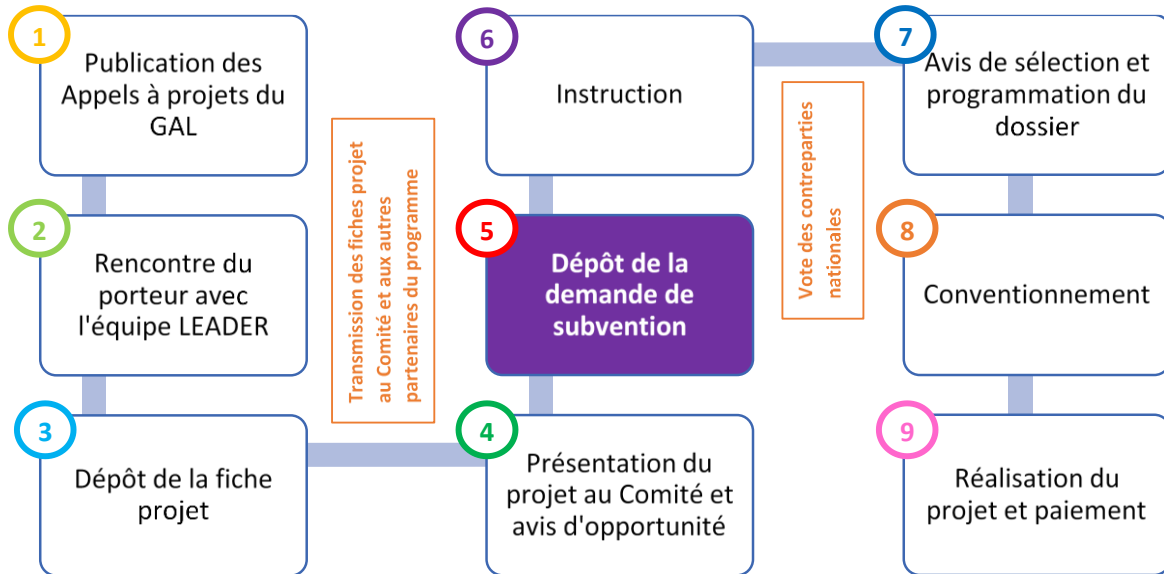 1
Publication des
Appels à projets du
GAL
2
Rencontre du
porteur avec
l'équipe LEADER
3
Dépôt de la fiche
projet
Transmission des fiches projet
au Comité et aux autres
partenaires du programme
4
Présentation du
projet au Comité et
avis d'opportunité
5
Dépôt de la
demande de
subvention
6
Instruction
Vote des contreparties
nationales
7
Avis de sélection et
programmation du
dossier
8
Conventionnement
9
Réalisation du
projet et paiement